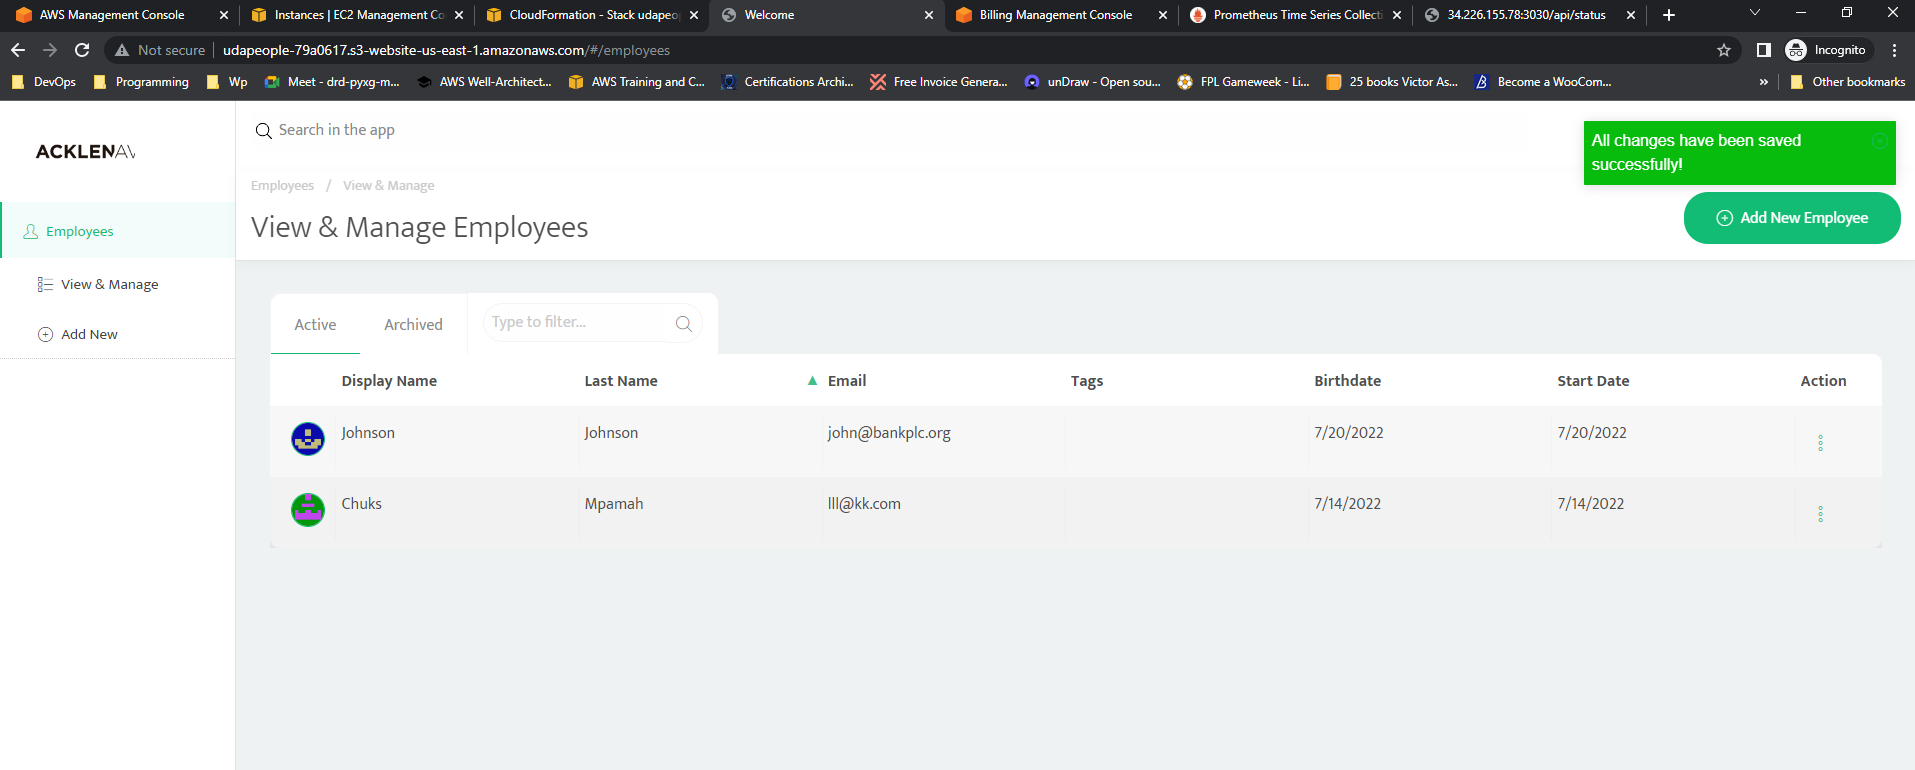 AWS Management Console
Instances | EC2 Management Co
CloudFormation - Stack udapeop
Welcome
Billing Management Console
Prometheus Time Series Collecti
34.226.155.78:3030/api/status
Not secure
udapeople-79a0617.s3-website-us-east-1.amazonaws.com/#/employees
Incognito
DevOps
Programming
Wp
Meet - drd-pyxg-m...
AWS Well-Architect...
AWS Training and C...
Certifications Archi...
Free Invoice Genera...
unDraw - Open sou...
FPL Gameweek - Li...
25 books Victor As...
Become a WooCom...
»
Other bookmarks
ACKLENAV
Search in the app
All changes have been saved
successfully!
Employees / View & Manage
View & Manage Employees
Add New Employee
Employees
View & Manage
Add New
Active
Archived
Type to filter...
Display Name Last Name ▲ Email Tags Birthdate Start Date Action
Johnson Johnson john@bankplc.org 7/20/2022 7/20/2022
Chuks Mpamah lll@kk.com 7/14/2022 7/14/2022